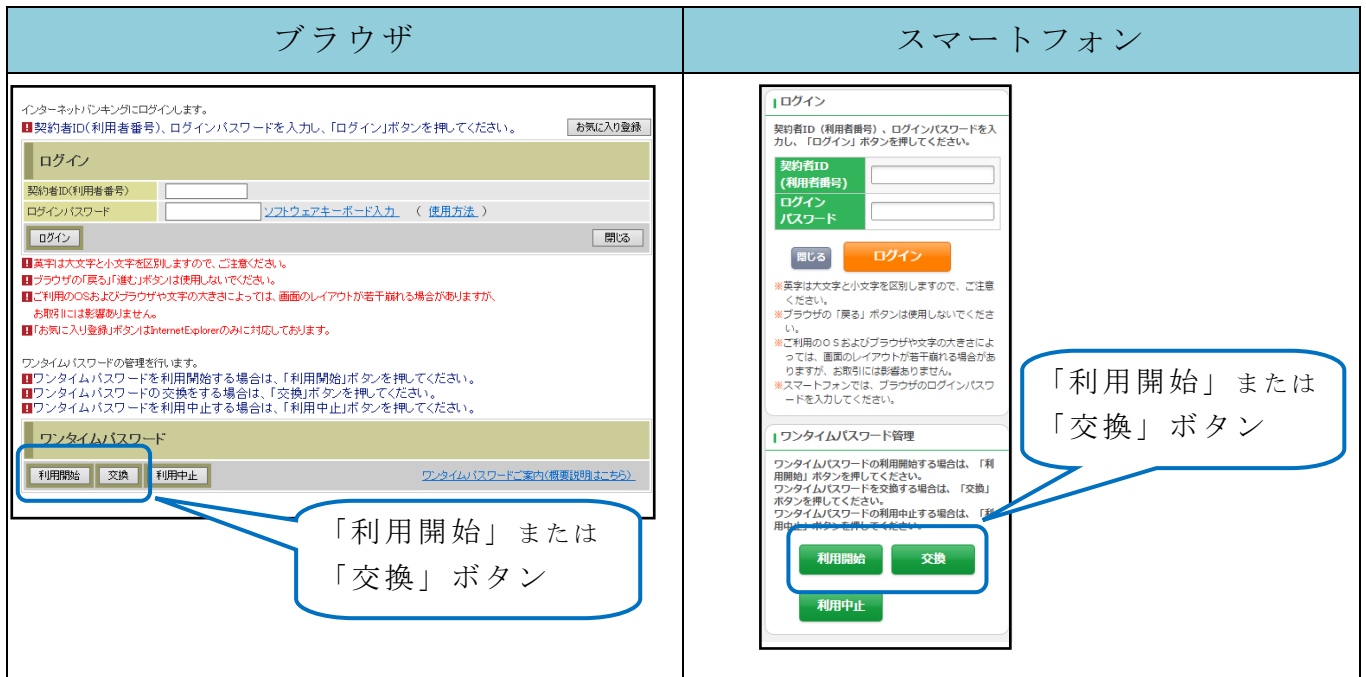 ブラウザ
インターネットバンキングにログインします。
契約者ID(利用者番号)、ログインパスワードを入力し、「ログイン」ボタンを押してください。
お気に入り登録
ログイン
契約者ID(利用者番号)
ログインパスワード
ソフトウェアキーボード入力 ( 使用方法 )
ログイン
閉じる
英字は大文字と小文字を区別しますので、ご注意ください。
ブラウザの「戻る」「進む」ボタンは使用しないでください。
ご利用のOSおよびブラウザや文字の大きさによっては、画面のレイアウトが若干崩れる場合がありますが、
お取引には影響ありません。
「お気に入り登録」ボタンはInternetExplorerのみに対応しております。
ワンタイムパスワードの管理を行います。
ワンタイムパスワードを利用開始する場合は、「利用開始」ボタンを押してください。
ワンタイムパスワードの交換をする場合は、「交換」ボタンを押してください。
ワンタイムパスワードを利用中止する場合は、「利用中止」ボタンを押してください。
ワンタイムパスワード
利用開始 交換 利用中止
ワンタイムパスワードご案内(概要説明はこちら)
「利用開始」または
「交換」ボタン
スマートフォン
ログイン
契約者ID(利用者番号)、ログインパスワードを入
力し、「ログイン」ボタンを押してください。
契約者ID
(利用者番号)
ログイン
パスワード
閉じる ログイン
※英字は大文字と小文字を区別しますので、ご注意
ください。
※ブラウザの「戻る」ボタンは使用しないでくださ
い。
※ご利用のＯＳおよびブラウザや文字の大きさによ
っては、画面のレイアウトが若干崩れる場合があ
りますが、お取引には影響ありません。
※スマートフォンでは、ブラウザのログインパスワ
ードを入力してください。
ワンタイムパスワード管理
ワンタイムパスワードの利用開始する場合は、「利
用開始」ボタンを押してください。
ワンタイムパスワードを交換する場合は、「交換」
ボタンを押してください。
ワンタイムパスワードの利用中止する場合は、「利
用中止」ボタンを押してください。
利用開始 交換
利用中止
「利用開始」または
「交換」ボタン